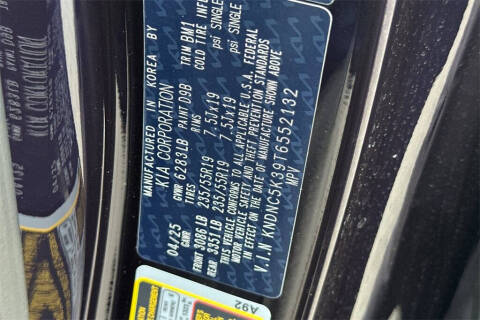 MANUFACTURED IN KOREA BY
KIA CORPORATION
GVWR 6283LB PAINT D9B TRIM BM1
TIRES RMS COLD TIRE INF
235/55R19 7.5JX19 psi SINGLE
235/55R19 7.5JX19 psi SINGLE
04/25
GAWR
FRONT 3086 LB
REAR 3351 LB
THIS VEHICLE CONFORMS TO ALL APPLICABLE U.S.A. FEDERAL
MOTOR VEHICLE SAFETY AND THEFT PREVENTION STANDARDS
IN EFFECT ON THE DATE OF MANUFACTURE SHOWN ABOVE
V.I.N KNDNC5K39T6552132
MPV
A92